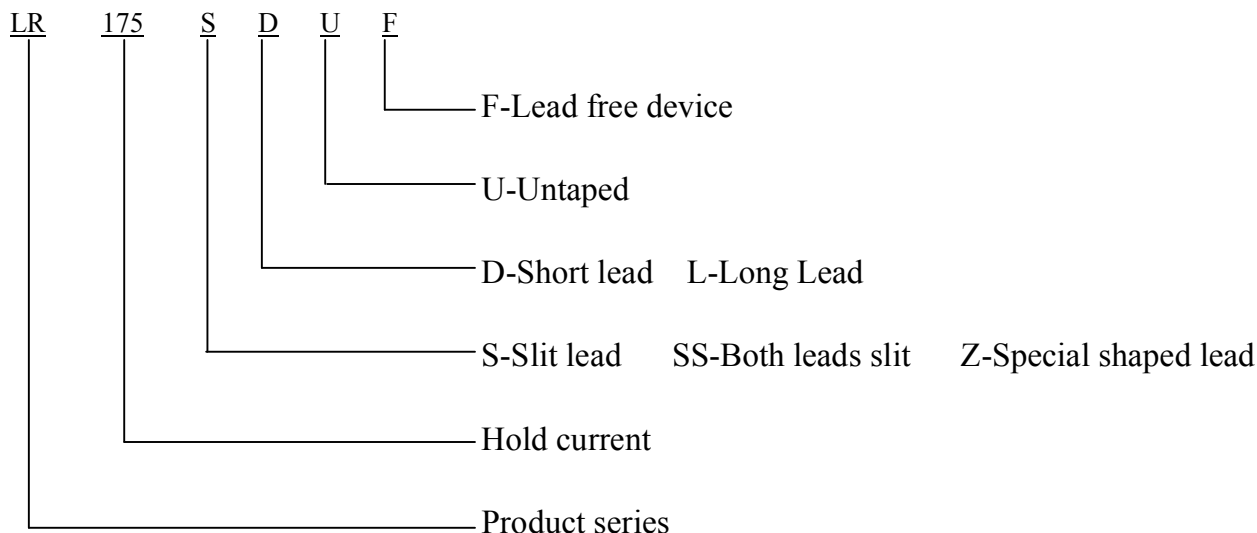 LR 175 S D U F
F-Lead free device
U-Untaped
D-Short lead L-Long Lead
S-Slit lead SS-Both leads slit Z-Special shaped lead
Hold current
Product series